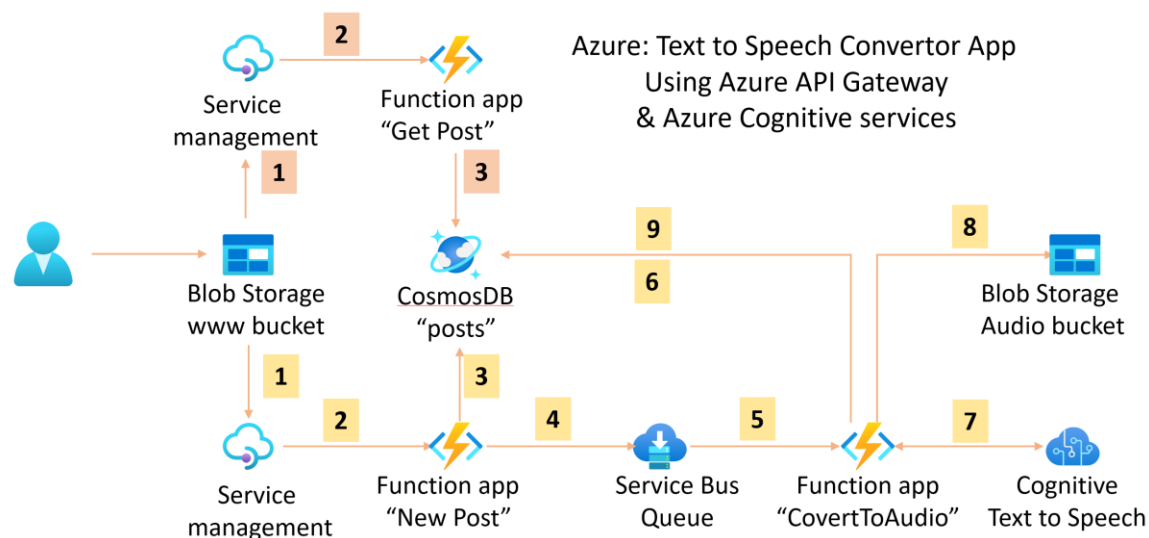 2
Azure: Text to Speech Convertor App
Using Azure API Gateway
& Azure Cognitive services
Service
management
Function app
“Get Post”
1
3
9
8
6
Blob Storage
www bucket
CosmosDB
“posts”
Blob Storage
Audio bucket
1
3
2
4
5
7
Service
management
Function app
“New Post”
Service Bus
Queue
Function app
“CovertToAudio”
Cognitive
Text to Speech